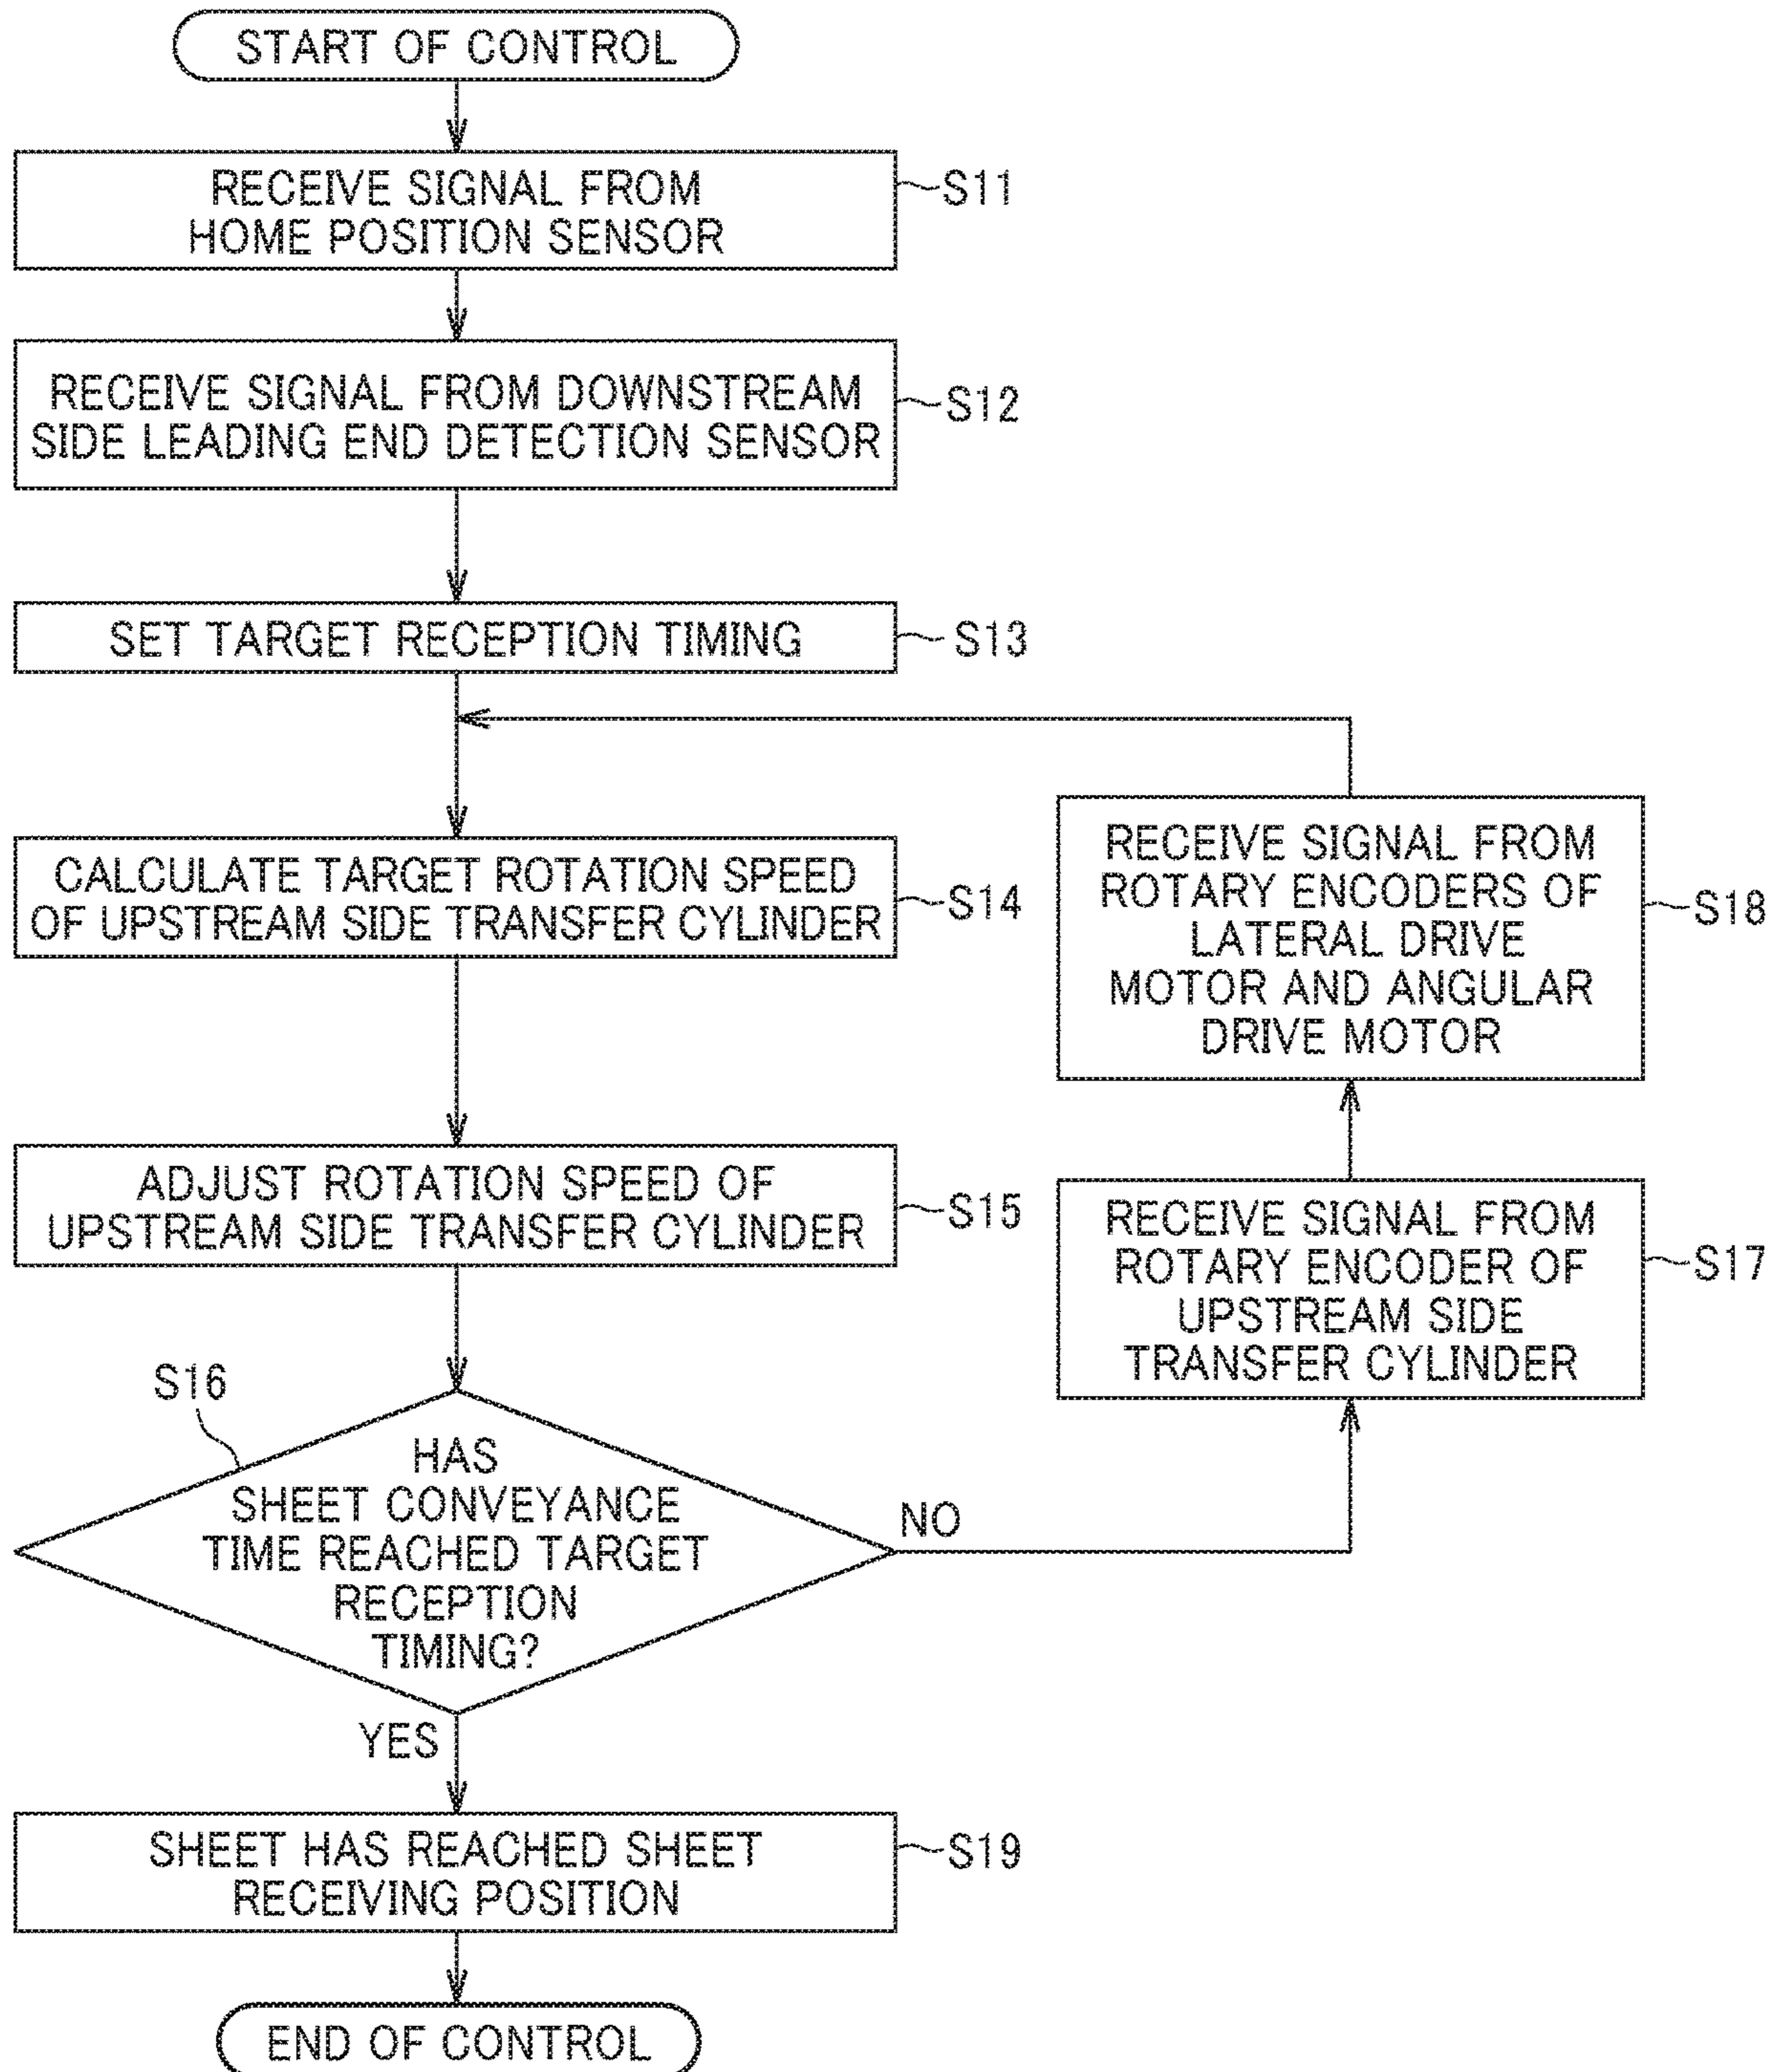 START OF CONTROL
RECEIVE SIGNAL FROM
HOME POSITION SENSOR
S11
RECEIVE SIGNAL FROM DOWNSTREAM
SIDE LEADING END DETECTION SENSOR
S12
SET TARGET RECEPTION TIMING
S13
CALCULATE TARGET ROTATION SPEED
OF UPSTREAM SIDE TRANSFER CYLINDER
S14
ADJUST ROTATION SPEED OF
UPSTREAM SIDE TRANSFER CYLINDER
S15
S16
HAS
SHEET CONVEYANCE
TIME REACHED TARGET
RECEPTION
TIMING?
NO
YES
RECEIVE SIGNAL FROM
ROTARY ENCODER OF
UPSTREAM SIDE
TRANSFER CYLINDER
S17
RECEIVE SIGNAL FROM
ROTARY ENCODERS OF
LATERAL DRIVE
MOTOR AND ANGULAR
DRIVE MOTOR
S18
SHEET HAS REACHED SHEET
RECEIVING POSITION
S19
END OF CONTROL